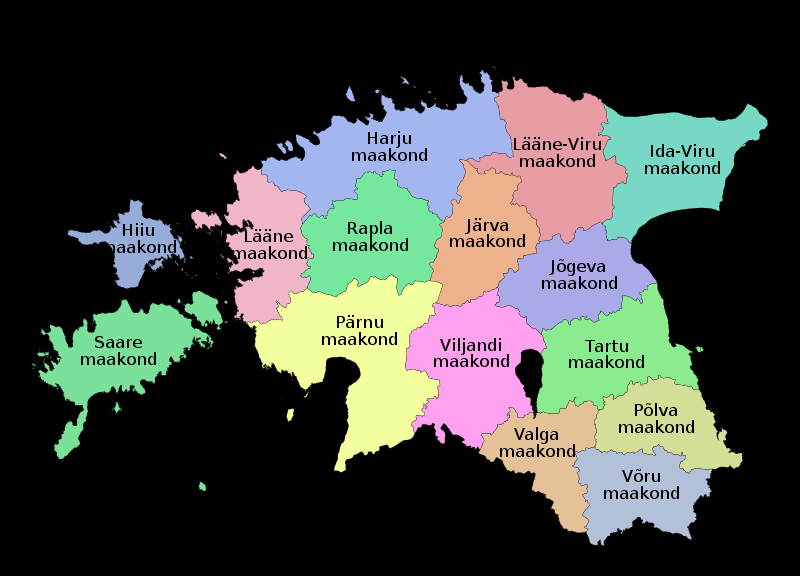 Harju
maakond
Lääne-Viru
maakond
Ida-Viru
maakond
Hiiu
maakond
Lääne
maakond
Rapla
maakond
Järva
maakond
Jõgeva
maakond
Saare
maakond
Pärnu
maakond
Viljandi
maakond
Tartu
maakond
Põlva
maakond
Valga
maakond
Võru
maakond